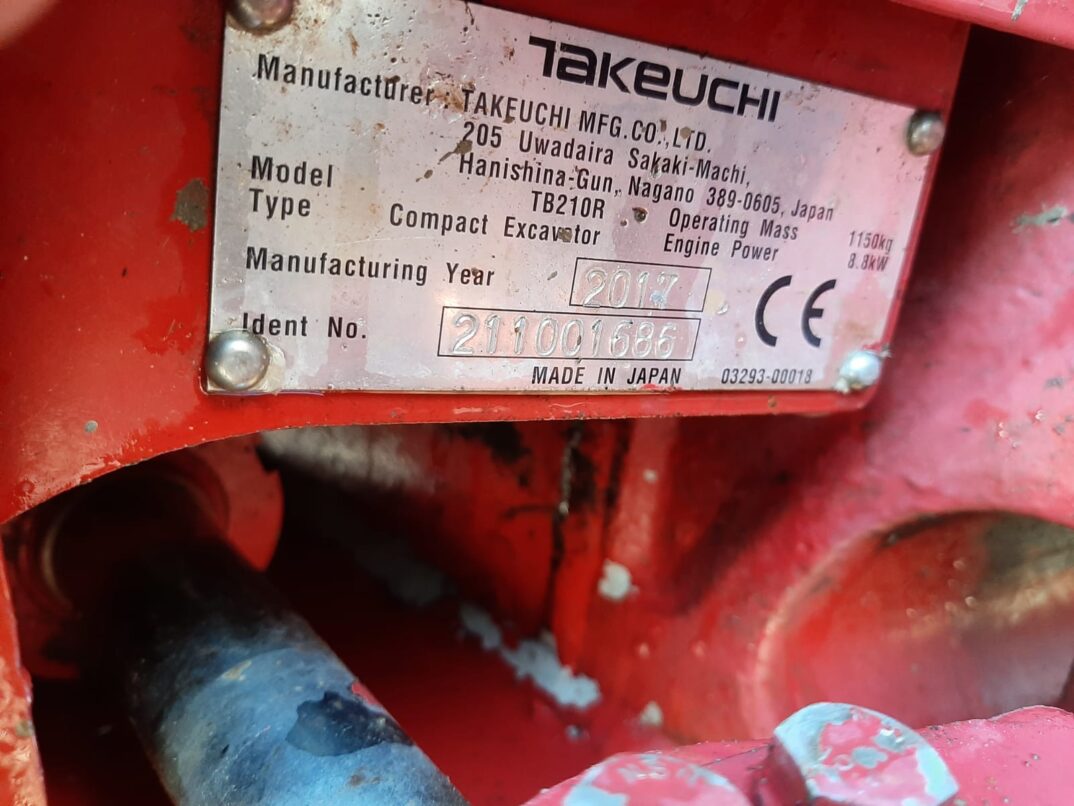 TAKEUCHI
Manufacturer : TAKEUCHI MFG.CO.,LTD.
205 Uwadaira Sakaki-Machi,
Hanishina-Gun, Nagano 389-0605, Japan
Model TB210R Operating Mass 1150kg
Type Compact Excavator Engine Power 8.8kW
Manufacturing Year 2017
Ident No. 211001686
MADE IN JAPAN 03293-00018
CE